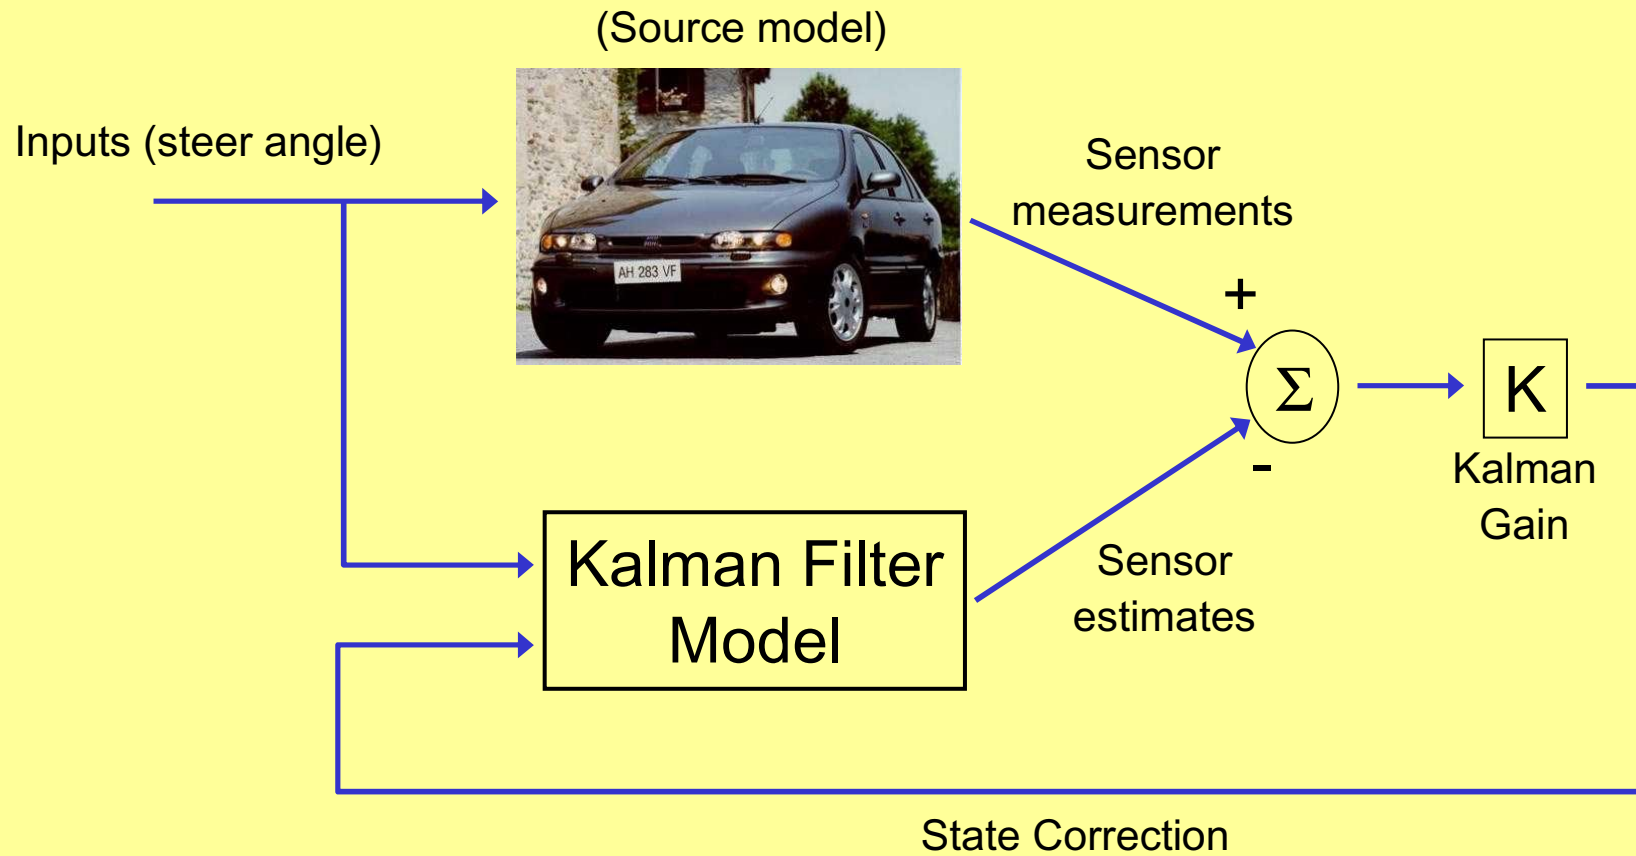 (Source model)
Inputs (steer angle)
AH 283 VF
Sensor
measurements
+
Σ
-
K
Kalman
Gain
Kalman Filter
Model
Sensor
estimates
State Correction